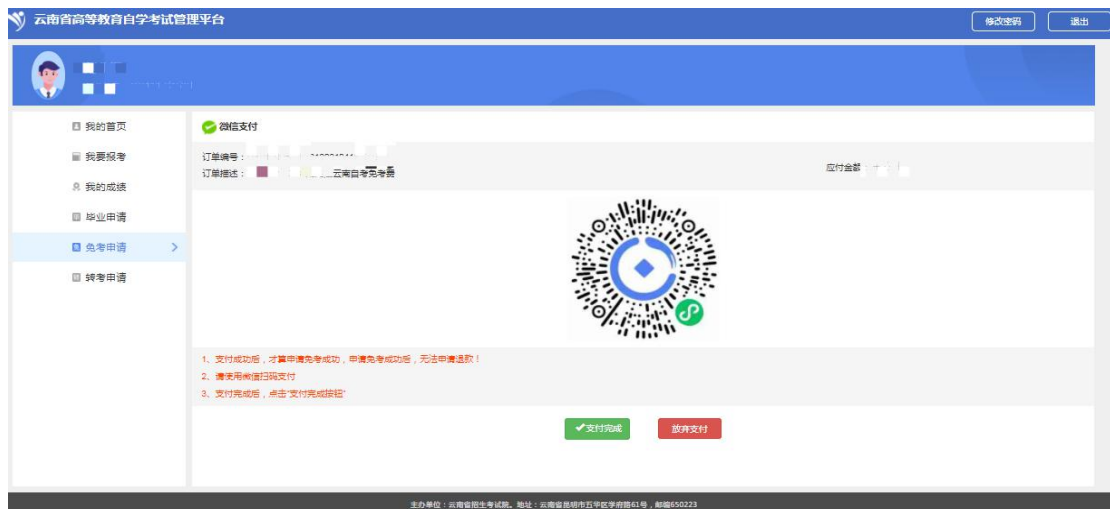 云南省高等教育自学考试管理平台
修改密码
退出
我的首页
我要报考
我的成绩
毕业申请
免考申请
转考申请
微信支付
订单编号：
订单描述：云南自考免考费
应付金额：
1、支付成功后，才算申请免考成功，申请免考成功后，无法申请退款！
2、请使用微信扫码支付
3、支付完成后，点击"支付完成按钮"
支付完成
放弃支付
主办单位：云南省招生考试院。地址：云南省昆明市五华区学府路61号，邮编650223